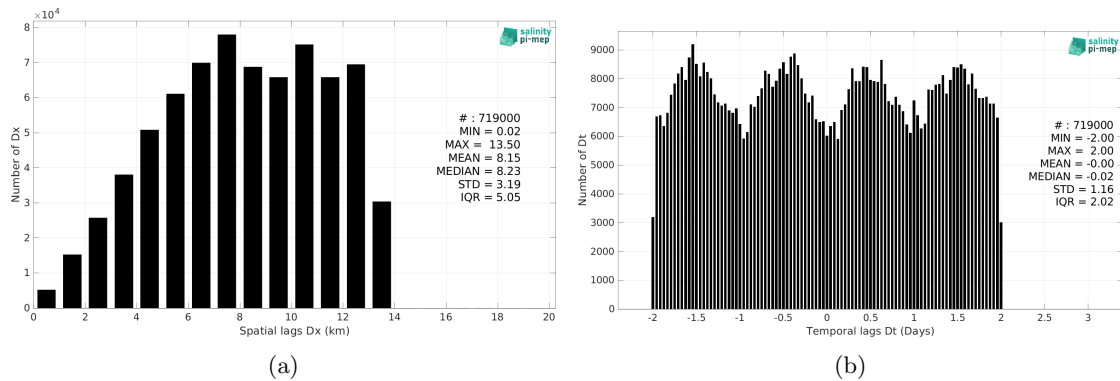 ×10⁴
8
7
6
5
4
3
2
1
0
Number of Dx
salinity
pi-mep
# : 719000
MIN = 0.02
MAX = 13.50
MEAN = 8.15
MEDIAN = 8.23
STD = 3.19
IQR = 5.05
0 2 4 6 8 10 12 14 16 18 20
Spatial lags Dx (km)
(a)
9000
8000
7000
6000
5000
4000
3000
2000
1000
0
Number of Dt
salinity
pi-mep
# : 719000
MIN = -2.00
MAX = 2.00
MEAN = -0.00
MEDIAN = -0.02
STD = 1.16
IQR = 2.02
-2 -1.5 -1 -0.5 0 0.5 1 1.5 2 2.5 3
Temporal lags Dt (Days)
(b)